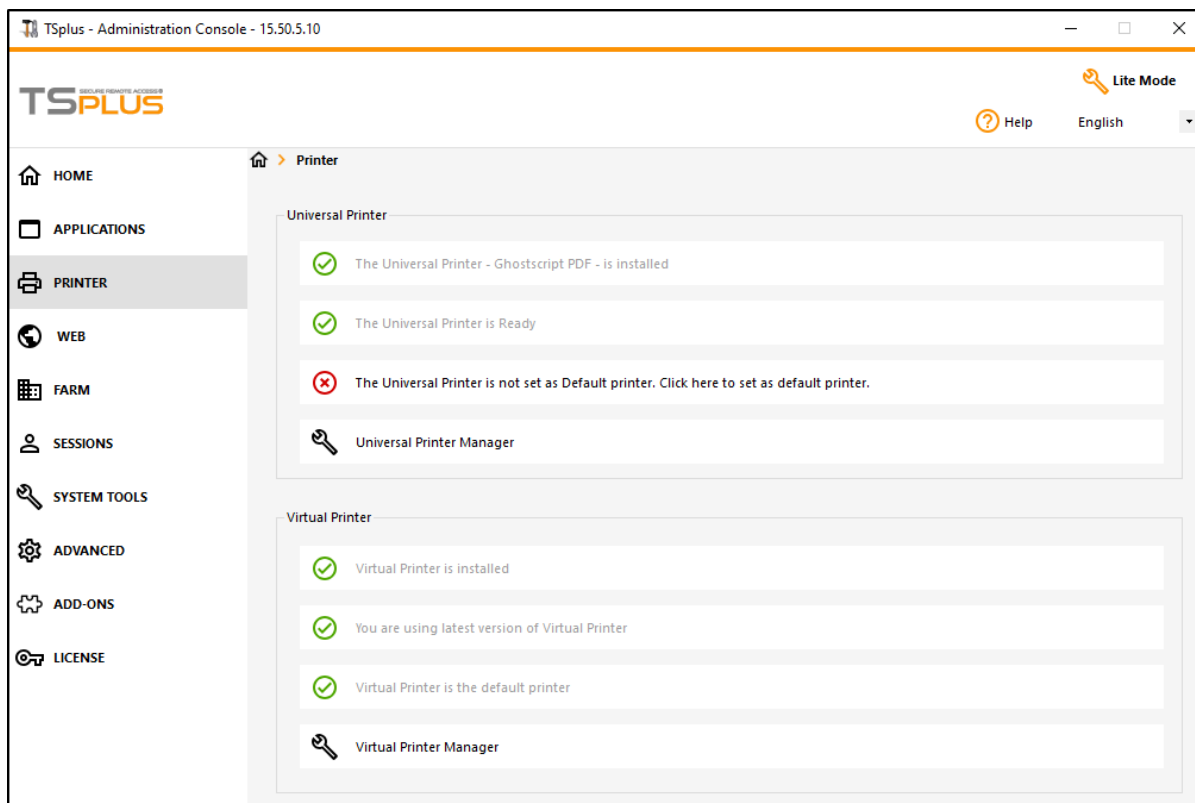 TSplus - Administration Console - 15.50.5.10
SECURE REMOTE ACCESS®
TSPLUS
Lite Mode
Help
English
HOME
APPLICATIONS
PRINTER
WEB
FARM
SESSIONS
SYSTEM TOOLS
ADVANCED
ADD-ONS
LICENSE
Printer
Universal Printer
The Universal Printer - Ghostscript PDF - is installed
The Universal Printer is Ready
The Universal Printer is not set as Default printer. Click here to set as default printer.
Universal Printer Manager
Virtual Printer
Virtual Printer is installed
You are using latest version of Virtual Printer
Virtual Printer is the default printer
Virtual Printer Manager